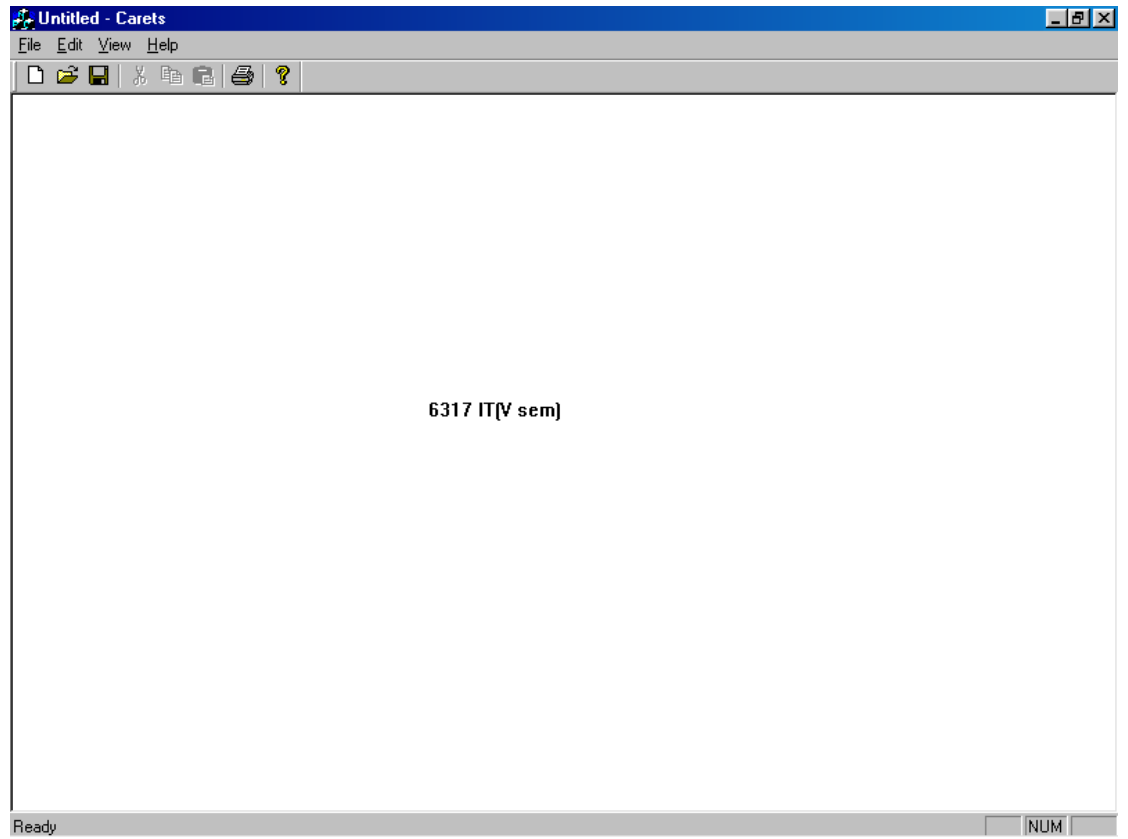 Untitled - Carets
File Edit View Help
6317 IT(V sem)
Ready NUM